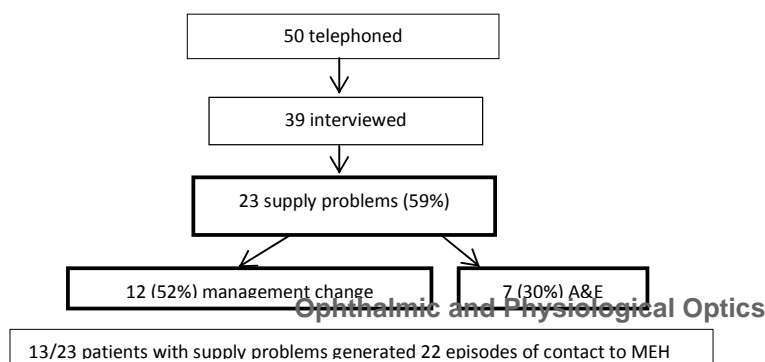 50 telephoned
39 interviewed
23 supply problems (59%)
12 (52%) management change
7 (30%) A&E
Ophthalmic and Physiological Optics
13/23 patients with supply problems generated 22 episodes of contact to MEH